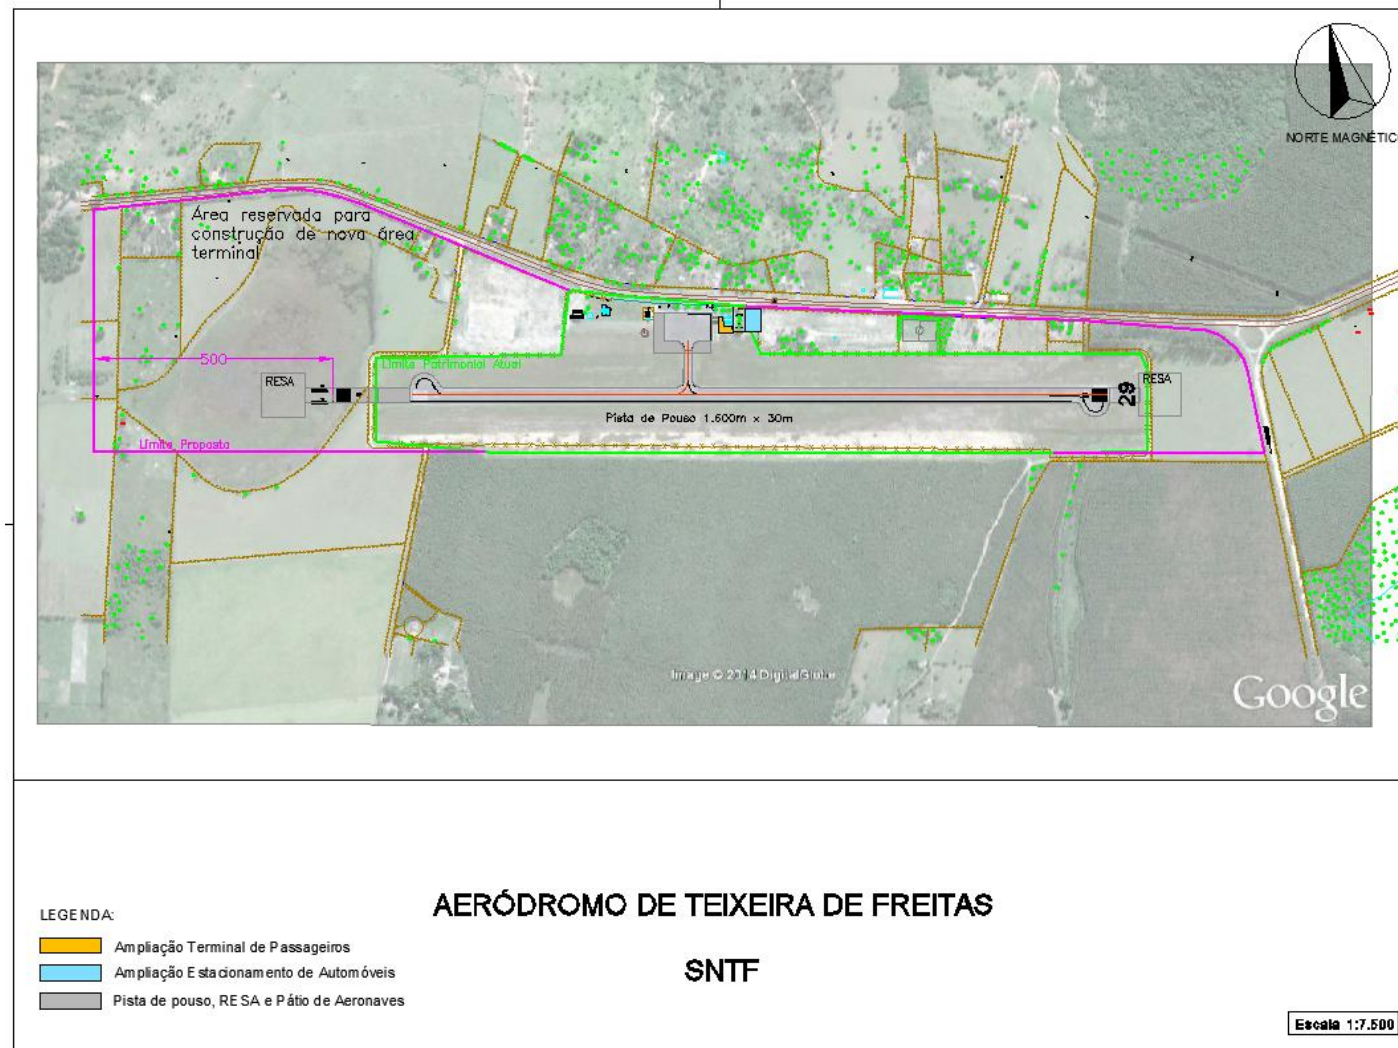 NORTE MAGNÉTIC
Área reservada para
construção de nova área
terminal
500
Limite Patrimonial Atual
RESA
RESA
29
Pista de Pouso 1.600m x 30m
Limite Proposto
Image © 2014 DigitalGlobe
Google
LEGENDA:
Ampliação Terminal de Passageiros
Ampliação Estacionamento de Automóveis
Pista de pouso, RESA e Pátio de Aeronaves
AERÓDROMO DE TEIXEIRA DE FREITAS
SNTF
Escala 1:7.500